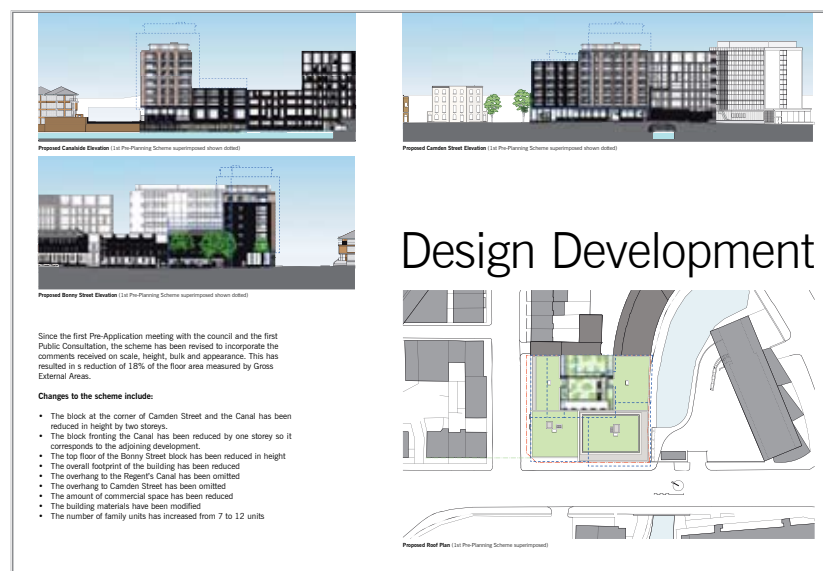 Proposed Canalside Elevation (1st Pre-Planning Scheme superimposed shown dotted)
Proposed Camden Street Elevation (1st Pre-Planning Scheme superimposed shown dotted)
Proposed Bonny Street Elevation (1st Pre-Planning Scheme superimposed shown dotted)
Design Development
Since the first Pre-Application meeting with the council and the first
Public Consultation, the scheme has been revised to incorporate the
comments received on scale, height, bulk and appearance. This has
resulted in s reduction of 18% of the floor area measured by Gross
External Areas.
Changes to the scheme include:
• The block at the corner of Camden Street and the Canal has been
reduced in height by two storeys.
• The block fronting the Canal has been reduced by one storey so it
corresponds to the adjoining development.
• The top floor of the Bonny Street block has been reduced in height
• The overall footprint of the building has been reduced
• The overhang to the Regent's Canal has been omitted
• The overhang to Camden Street has been omitted
• The amount of commercial space has been reduced
• The building materials have been modified
• The number of family units has increased from 7 to 12 units
Proposed Roof Plan (1st Pre-Planning Scheme superimposed)